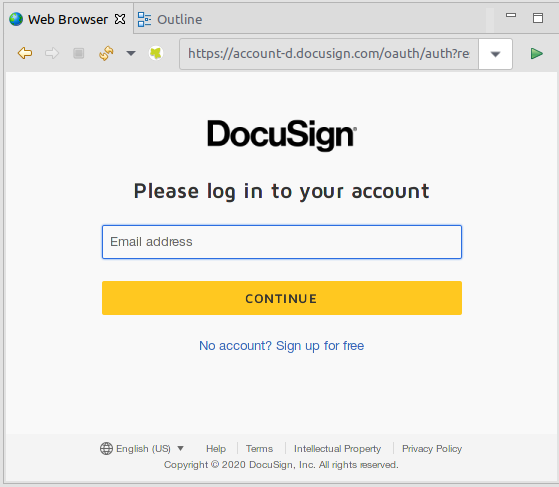 Web Browser Outline
https://account-d.docusign.com/oauth/auth?re
DocuSign
Please log in to your account
Email address
CONTINUE
No account? Sign up for free
English (US) Help Terms Intellectual Property Privacy Policy
Copyright © 2020 DocuSign, Inc. All rights reserved.